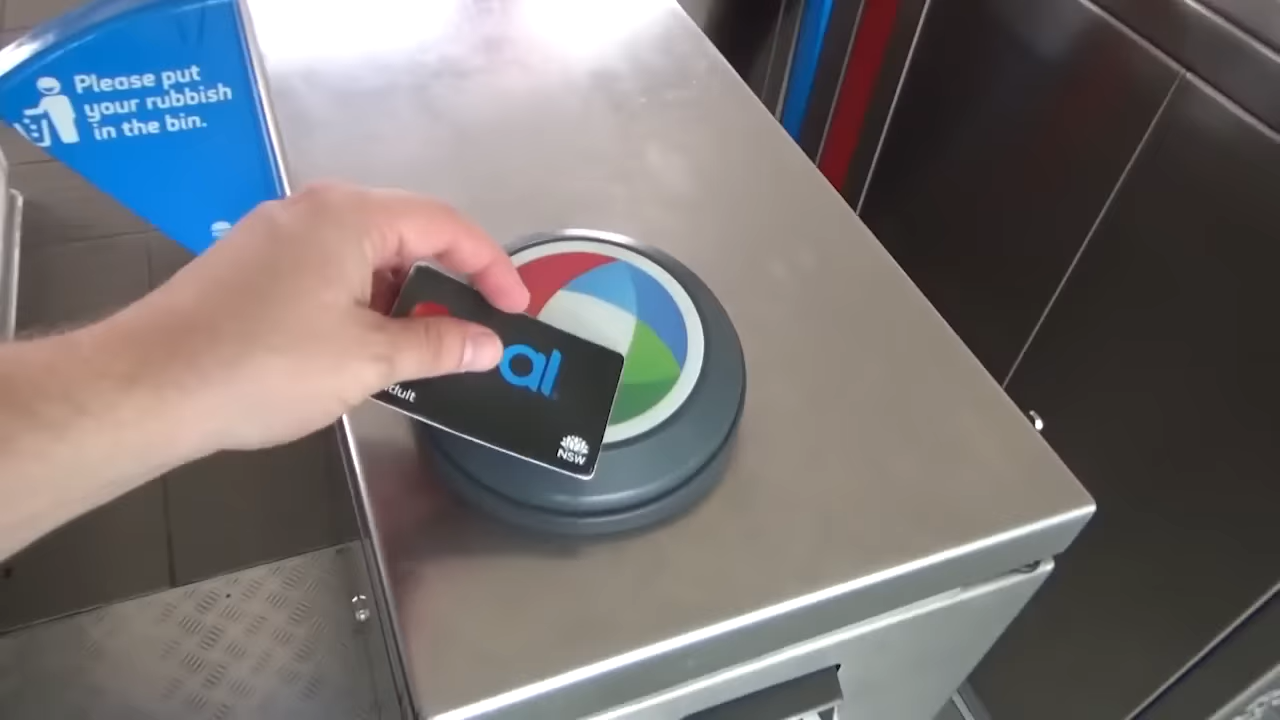 Please put
your rubbish
in the bin.
al
dult
NSW